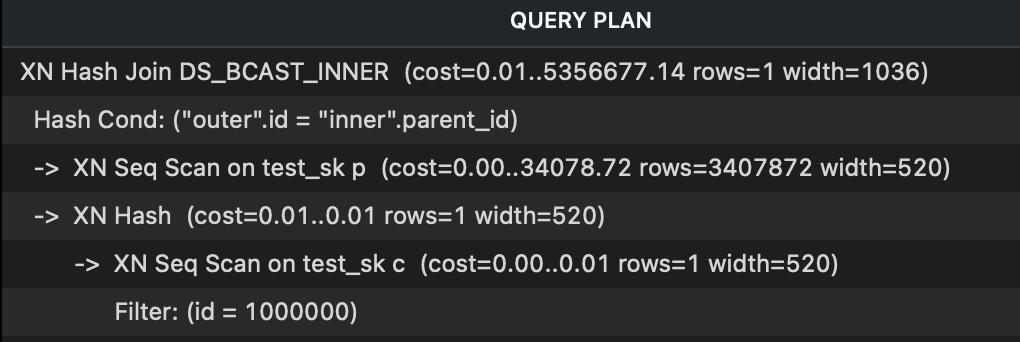 QUERY PLAN
XN Hash Join DS_BCAST_INNER (cost=0.01..5356677.14 rows=1 width=1036)
Hash Cond: ("outer".id = "inner".parent_id)
-> XN Seq Scan on test_sk p (cost=0.00..34078.72 rows=3407872 width=520)
-> XN Hash (cost=0.01..0.01 rows=1 width=520)
-> XN Seq Scan on test_sk c (cost=0.00..0.01 rows=1 width=520)
Filter: (id = 1000000)